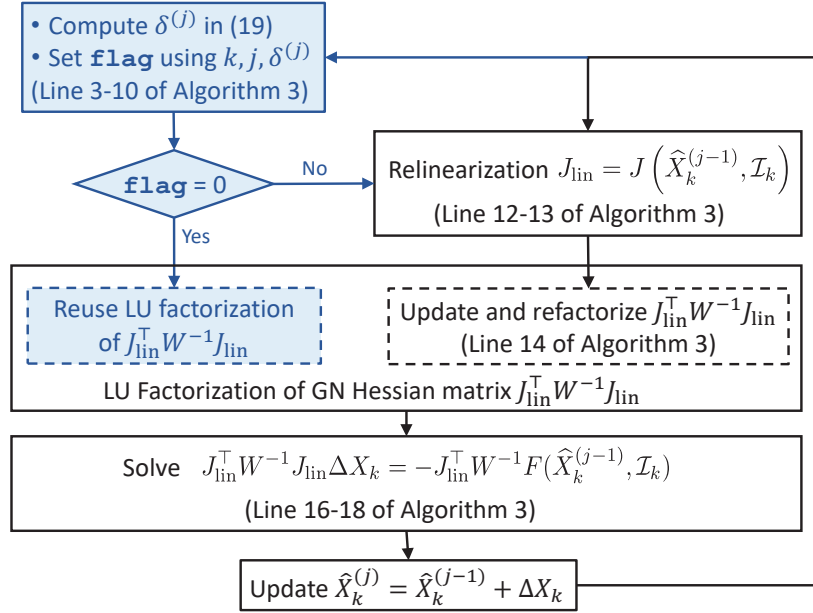 • Compute δ^(j) in (19)
• Set flag using k, j, δ^(j)
(Line 3-10 of Algorithm 3)
flag = 0
No
Yes
Relinearization J_lin = J(X̂_k^(j−1), ℐ_k)
(Line 12-13 of Algorithm 3)
Reuse LU factorization
of J_lin^⊤ W^−1 J_lin
Update and refactorize J_lin^⊤ W^−1 J_lin
(Line 14 of Algorithm 3)
LU Factorization of GN Hessian matrix J_lin^⊤ W^−1 J_lin
Solve J_lin^⊤ W^−1 J_lin ΔX_k = −J_lin^⊤ W^−1 F(X̂_k^(j−1), ℐ_k)
(Line 16-18 of Algorithm 3)
Update X̂_k^(j) = X̂_k^(j−1) + ΔX_k